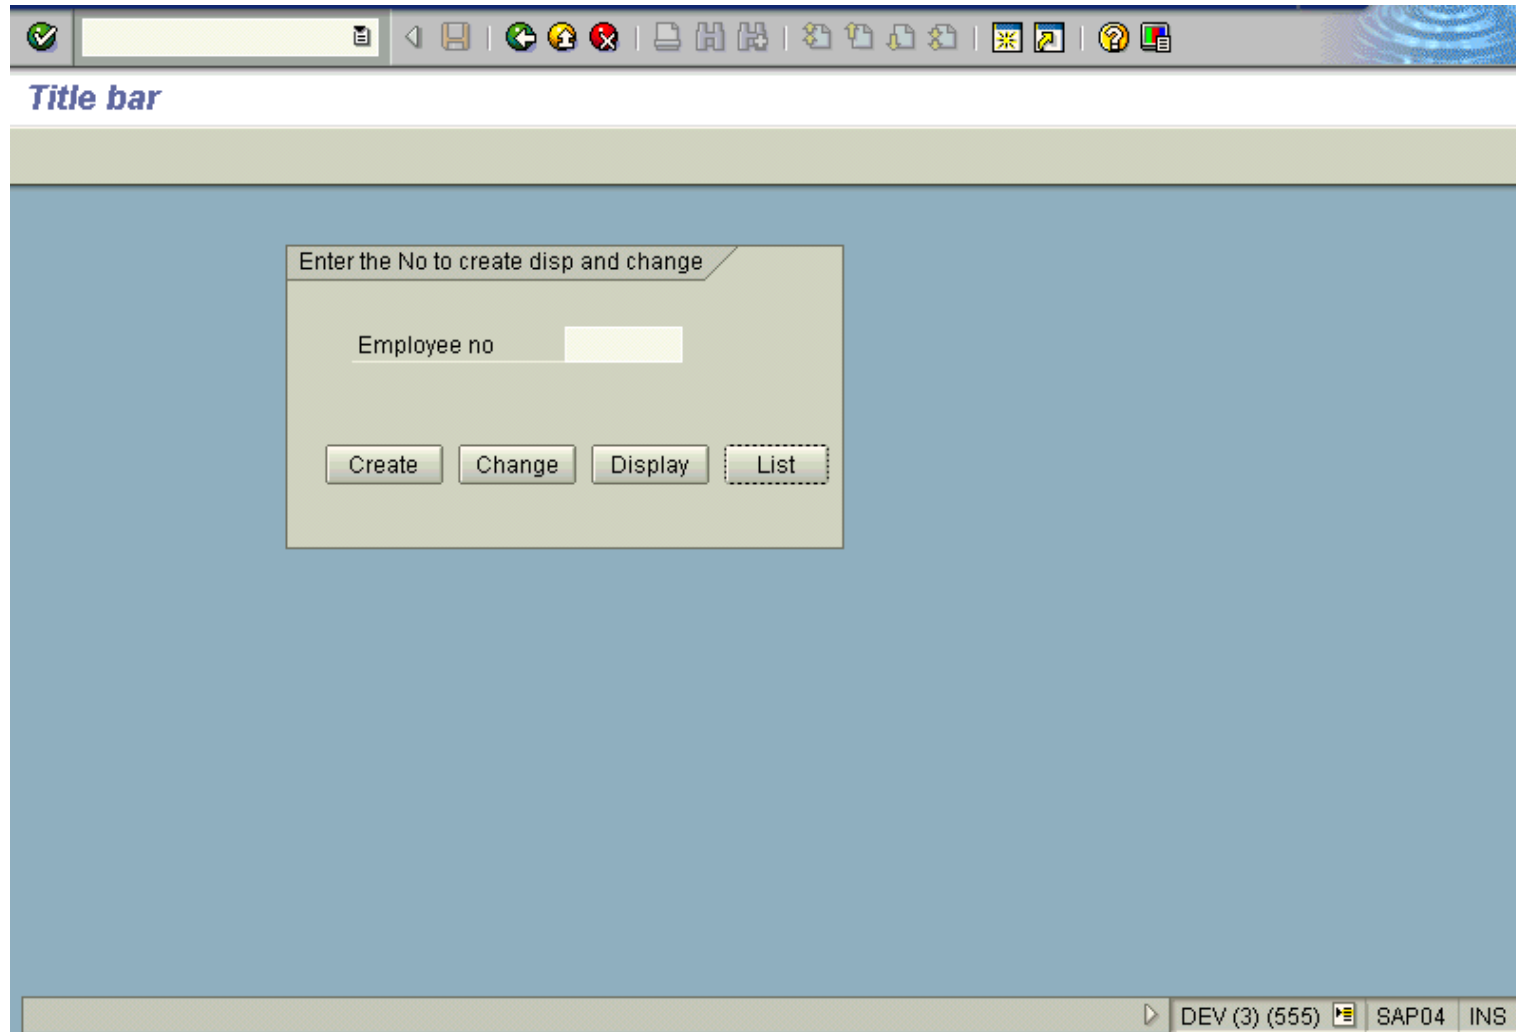 Title bar
Enter the No to create disp and change
Employee no
Create Change Display List
DEV (3) (555) SAP04 INS